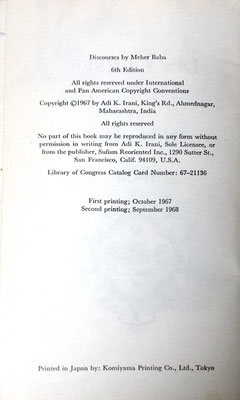 Discourses by Meher Baba
6th Edition
All rights reserved under International
and Pan American Copyright Conventions
Copyright ©1967 by Adi K. Irani, King's Rd., Ahmednagar,
Maharashtra, India
All rights reserved
No part of this book may be reproduced in any form without
permission in writing from Adi K. Irani, Sole Licensee, or
from the publisher, Sufism Reoriented Inc., 1290 Sutter St.,
San Francisco, Calif. 94109, U.S.A.
Library of Congress Catalog Card Number: 67-21136
First printing; October 1967
Second printing; September 1968
Printed in Japan by: Komiyama Printing Co., Ltd., Tokyo